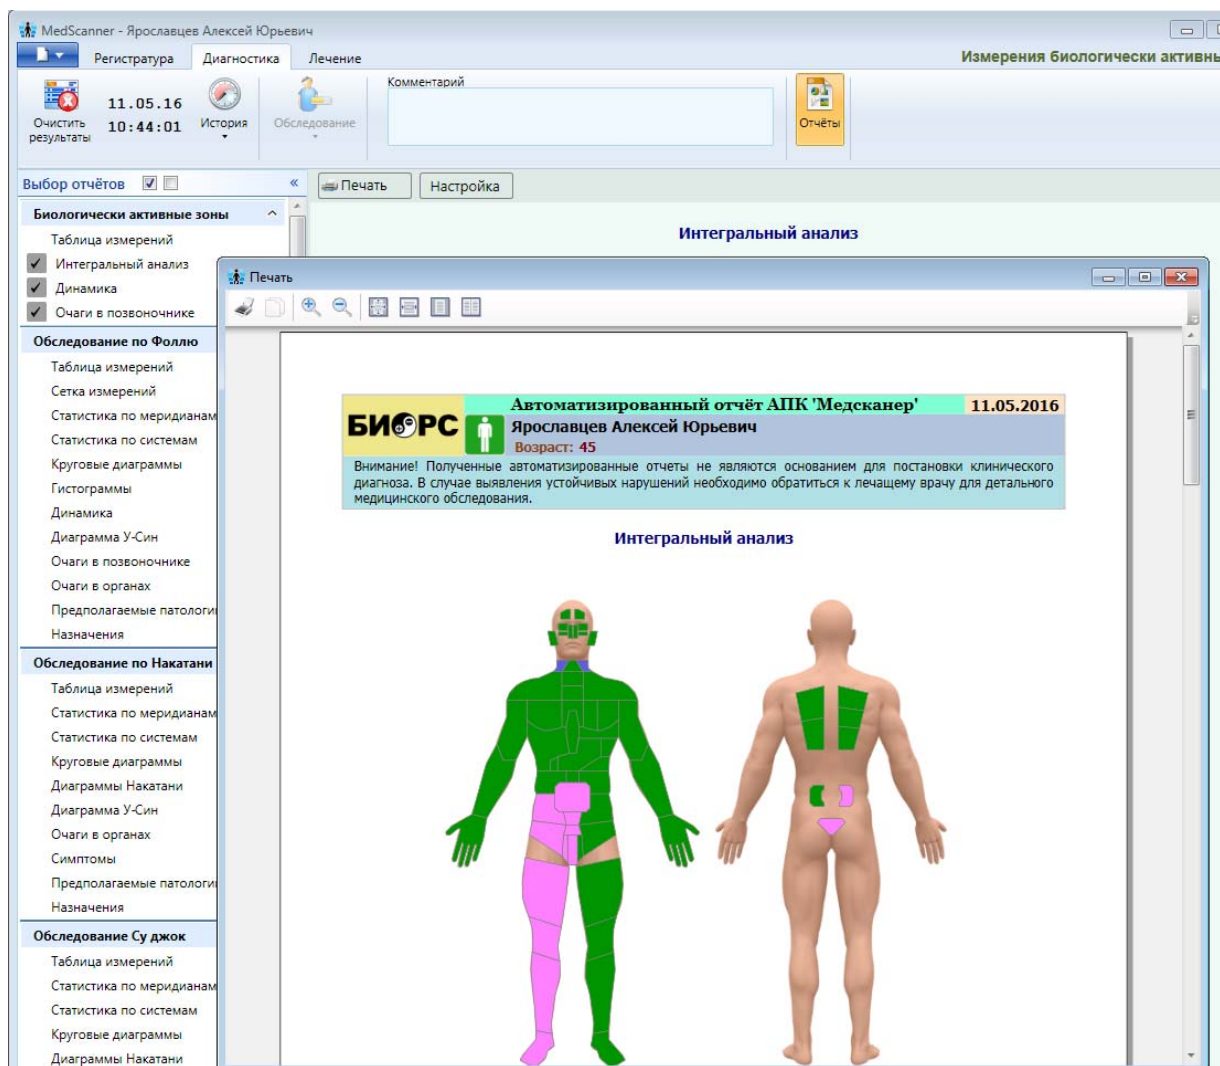 MedScanner - Ярославцев Алексей Юрьевич
Регистратура Диагностика Лечение
Измерения биологически активны
Очистить результаты
11.05.16
10:44:01
История
Обследование
Комментарий
Отчёты
Выбор отчётов
Печать Настройка
Биологически активные зоны
Таблица измерений
Интегральный анализ
Динамика
Очаги в позвоночнике
Обследование по Фоллю
Таблица измерений
Сетка измерений
Статистика по меридианам
Статистика по системам
Круговые диаграммы
Гистограммы
Динамика
Диаграмма У-Син
Очаги в позвоночнике
Очаги в органах
Предполагаемые патологи
Назначения
Обследование по Накатани
Таблица измерений
Статистика по меридианам
Статистика по системам
Круговые диаграммы
Диаграммы Накатани
Диаграмма У-Син
Очаги в органах
Симптомы
Предполагаемые патологи
Назначения
Обследование Су джок
Таблица измерений
Статистика по меридианам
Статистика по системам
Круговые диаграммы
Диаграммы Накатани
Интегральный анализ
Печать
БИОРС
Автоматизированный отчёт АПК 'Медсканер' 11.05.2016
Ярославцев Алексей Юрьевич
Возраст: 45
Внимание! Полученные автоматизированные отчеты не являются основанием для постановки клинического
диагноза. В случае выявления устойчивых нарушений необходимо обратиться к лечащему врачу для детального
медицинского обследования.
Интегральный анализ